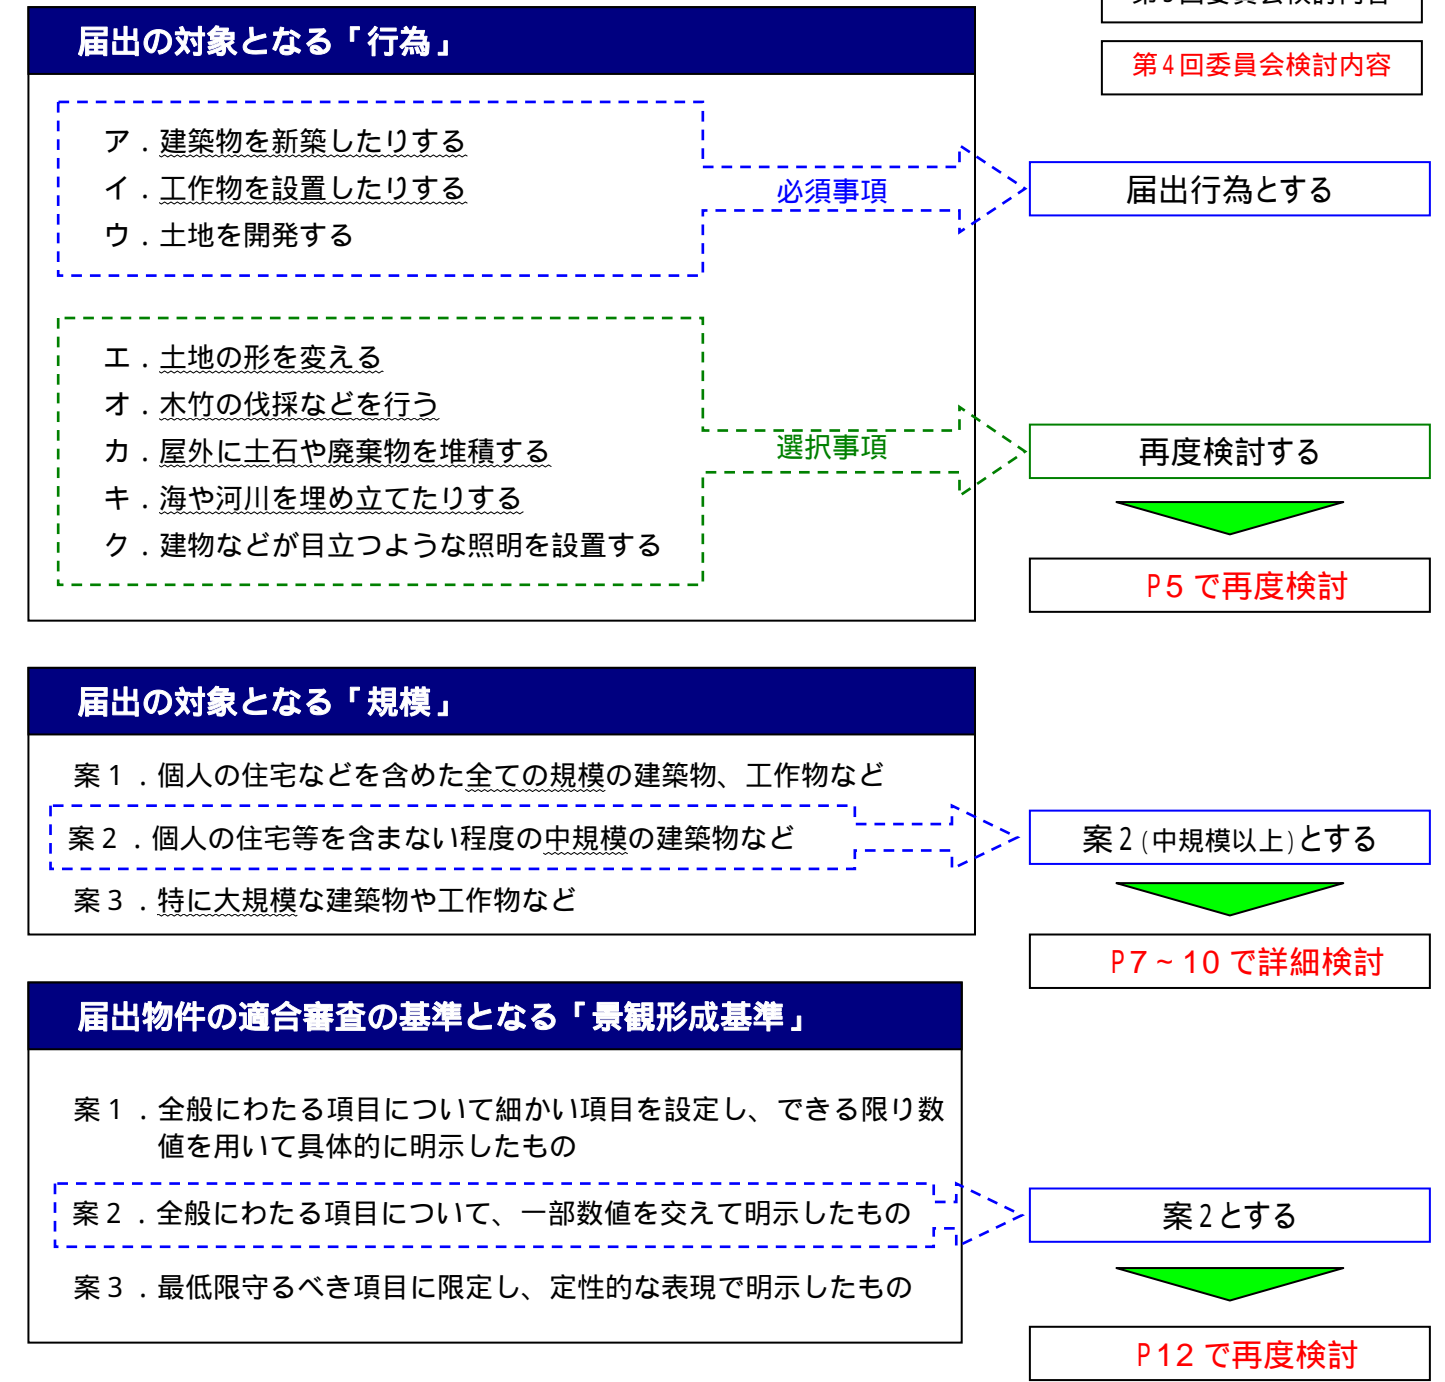 届出の対象となる「行為」
第4回委員会検討内容
ア．建築物を新築したりする
イ．工作物を設置したりする
ウ．土地を開発する
必須事項
届出行為とする
エ．土地の形を変える
オ．木竹の伐採などを行う
カ．屋外に土石や廃棄物を堆積する
キ．海や河川を埋め立てたりする
ク．建物などが目立つような照明を設置する
選択事項
再度検討する
P5 で再度検討
届出の対象となる「規模」
案1．個人の住宅などを含めた全ての規模の建築物、工作物など
案2．個人の住宅等を含まない程度の中規模の建築物など
案3．特に大規模な建築物や工作物など
案2(中規模以上)とする
P7~10 で詳細検討
届出物件の適合審査の基準となる「景観形成基準」
案1．全般にわたる項目について細かい項目を設定し、できる限り数
値を用いて具体的に明示したもの
案2．全般にわたる項目について、一部数値を交えて明示したもの
案3．最低限守るべき項目に限定し、定性的な表現で明示したもの
案2とする
P12 で再度検討